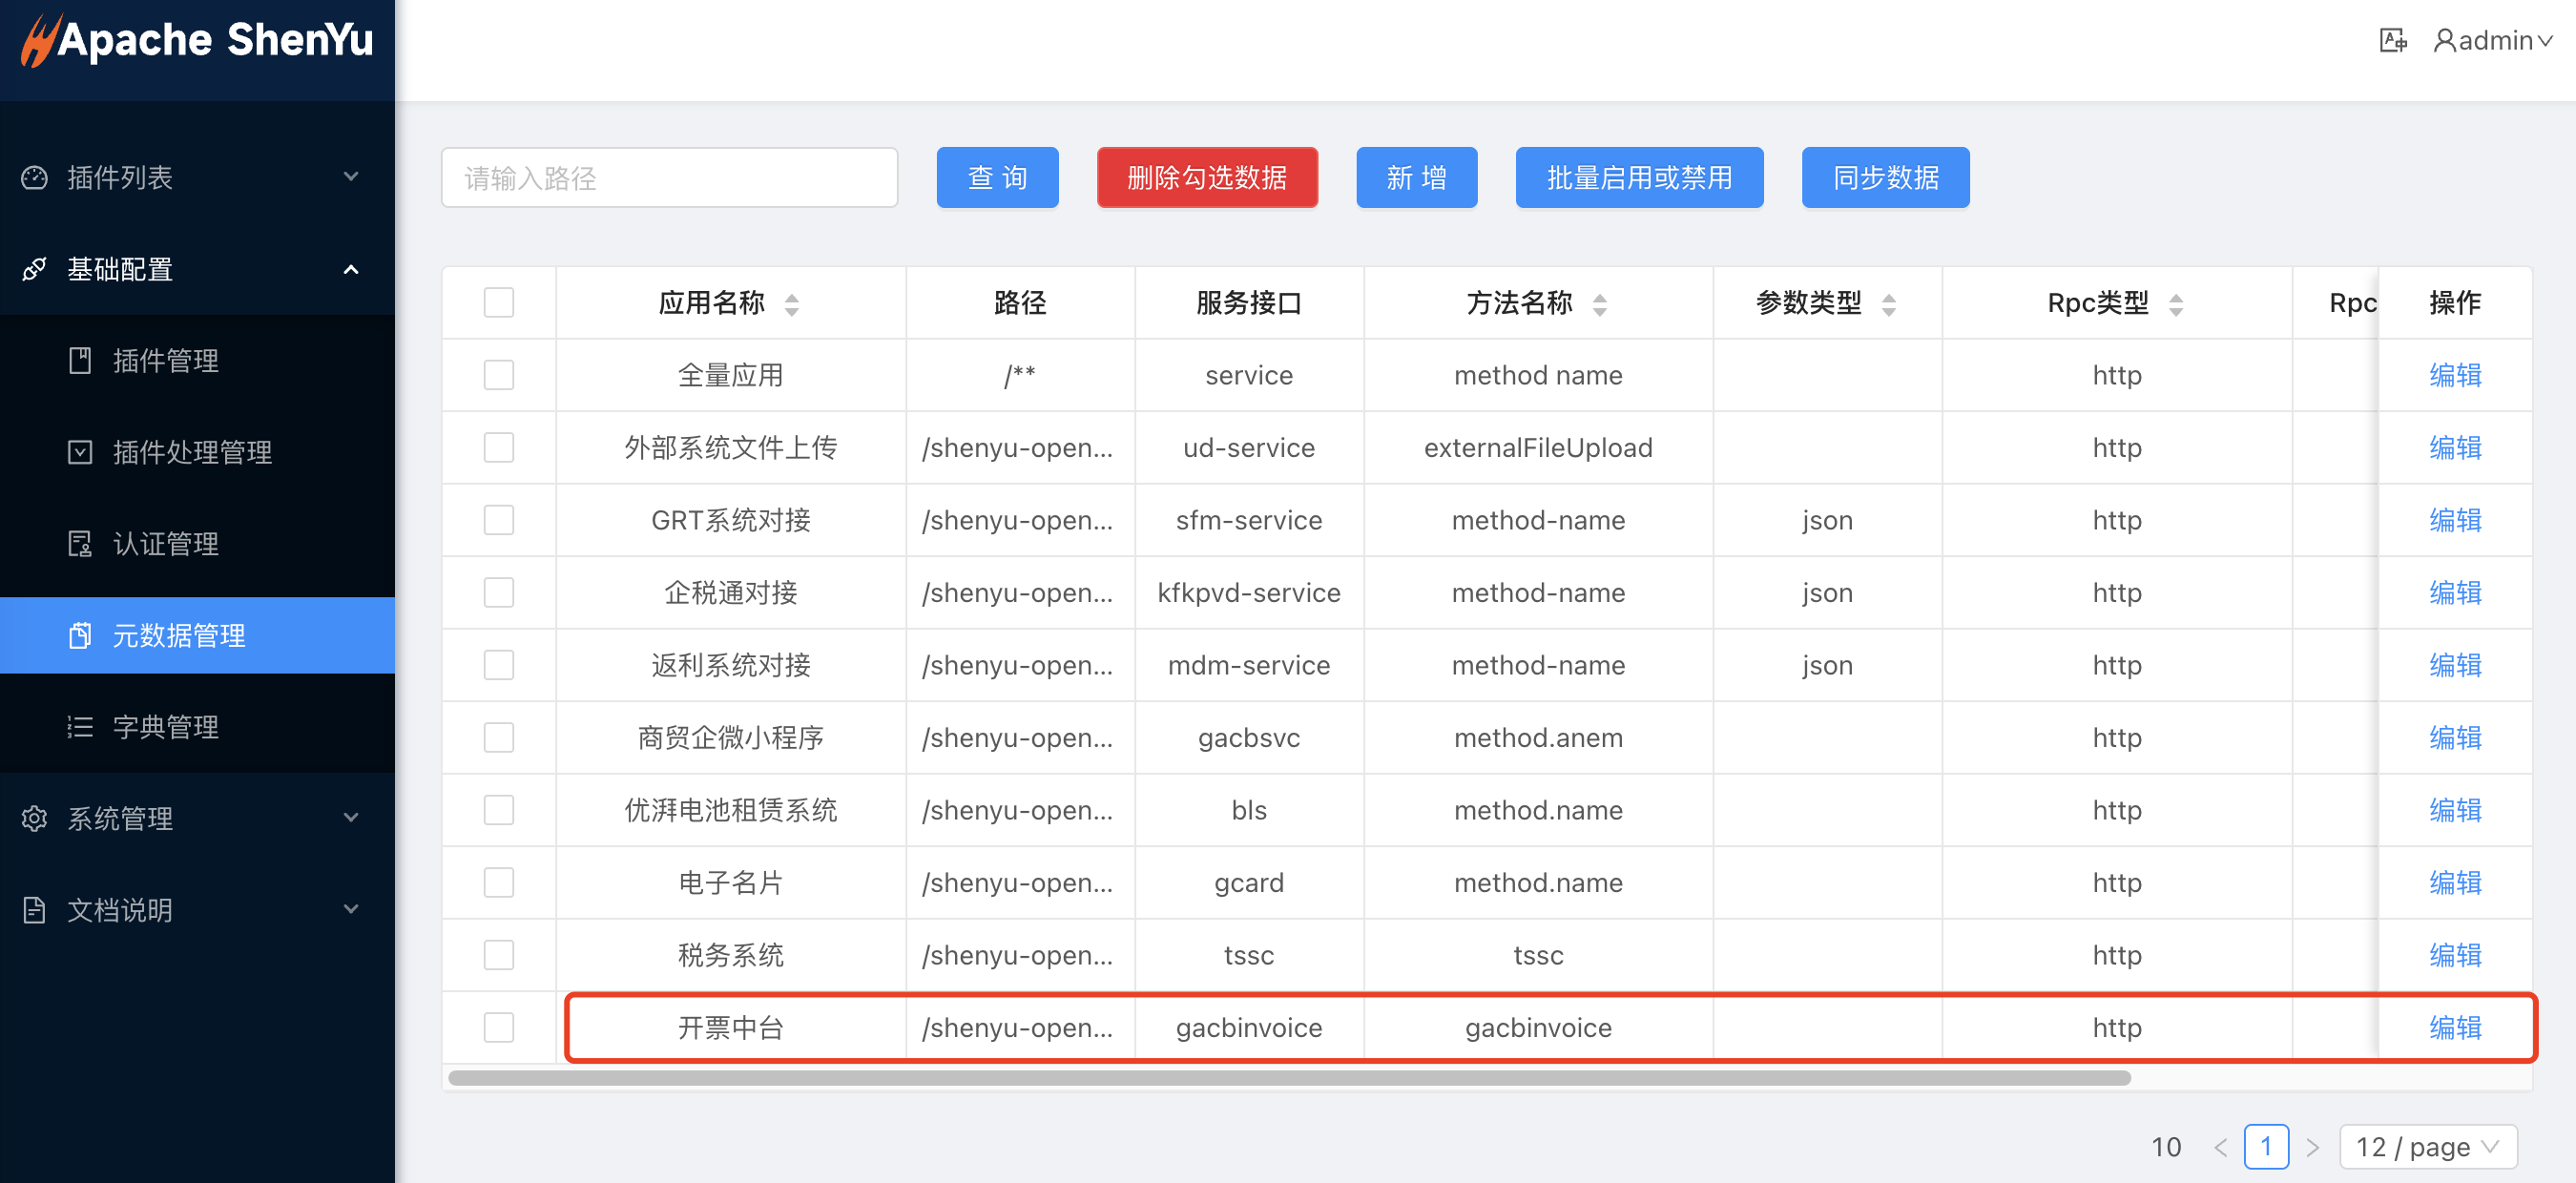 Apache ShenYu
admin
插件列表
基础配置
插件管理
插件处理管理
认证管理
元数据管理
字典管理
系统管理
文档说明
请输入路径 查 询 删除勾选数据 新 增 批量启用或禁用 同步数据
应用名称 路径 服务接口 方法名称 参数类型 Rpc类型 Rpc 操作
全量应用 /** service method name http 编辑
外部系统文件上传 /shenyu-open... ud-service externalFileUpload http 编辑
GRT系统对接 /shenyu-open... sfm-service method-name json http 编辑
企税通对接 /shenyu-open... kfkpvd-service method-name json http 编辑
返利系统对接 /shenyu-open... mdm-service method-name json http 编辑
商贸企微小程序 /shenyu-open... gacbsvc method.anem http 编辑
优湃电池租赁系统 /shenyu-open... bls method.name http 编辑
电子名片 /shenyu-open... gcard method.name http 编辑
税务系统 /shenyu-open... tssc tssc http 编辑
开票中台 /shenyu-open... gacbinvoice gacbinvoice http 编辑
10 < 1 > 12 / page